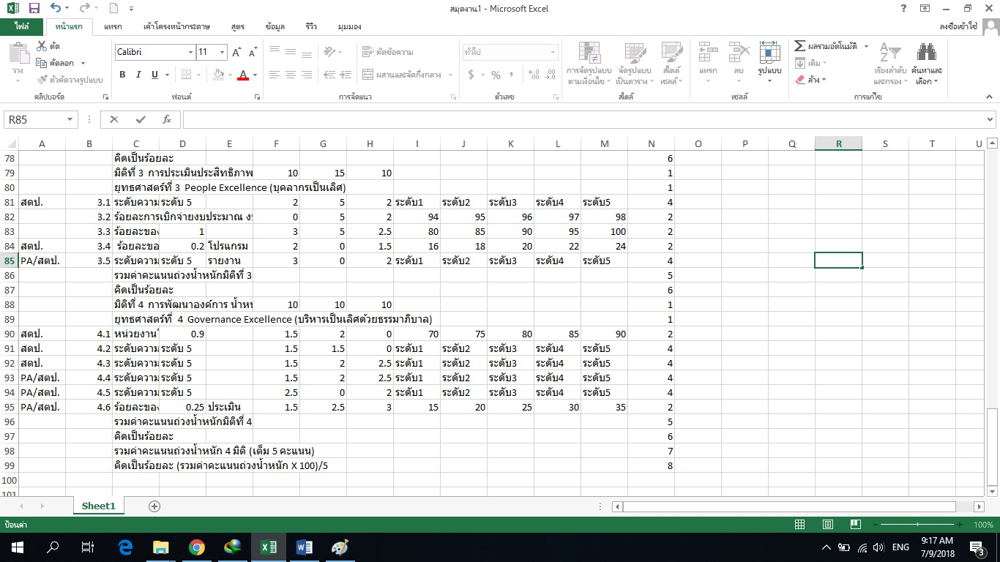 สมุดงาน1 - Microsoft Excel
ไฟล์ หน้าแรก แทรก เค้าโครงหน้ากระดาษ สูตร ข้อมูล รีวิว มุมมอง ลงชื่อเข้าใช้
วาง ตัด คัดลอก ตัวคัดวางรูปแบบ
Calibri 11
B I U
ตัดข้อความ
ผสานและจัดกึ่งกลาง
ทั่วไป
การจัดรูปแบบตามเงื่อนไข จัดรูปแบบเป็นตาราง สไตล์เซลล์
แทรก ลบ รูปแบบ
ผลรวมอัตโนมัติ เติม ล้าง
เรียงลำดับและกรอง ค้นหาและเลือก
คลิปบอร์ด ฟอนต์ การจัดแนว ตัวเลข สไตล์ เซลล์ การแก้ไข
R85 fx
A B C D E F G H I J K L M N O P Q R S T U
78 คิดเป็นร้อยละ 6
79 มิติที่ 3 การประเมินประสิทธิภาพ 10 15 10 1
80 ยุทธศาสตร์ที่ 3 People Excellence (บุคลากรเป็นเลิศ) 1
81 สตป. 3.1 ระดับความ ระดับ 5 2 5 2 ระดับ1 ระดับ2 ระดับ3 ระดับ4 ระดับ5 4
82 3.2 ร้อยละการเบิกจ่ายงบประมาณ 0 5 2 94 95 96 97 98 2
83 3.3 ร้อยละของ 1 3 5 2.5 80 85 90 95 100 2
84 สตป. 3.4 ร้อยละขอ 0.2 โปรแกรม 2 0 1.5 16 18 20 22 24 2
85 PA/สตป. 3.5 ระดับความ ระดับ 5 รายงาน 3 0 2 ระดับ1 ระดับ2 ระดับ3 ระดับ4 ระดับ5 4
86 รวมค่าคะแนนถ่วงน้ำหนักมิติที่ 3 5
87 คิดเป็นร้อยละ 6
88 มิติที่ 4 การพัฒนาองค์การ 10 10 10 1
89 ยุทธศาสตร์ที่ 4 Governance Excellence (บริหารเป็นเลิศด้วยธรรมาภิบาล) 1
90 สตป. 4.1 หน่วยงาน 0.9 1.5 2 0 70 75 80 85 90 2
91 สตป. 4.2 ระดับความ ระดับ 5 1.5 1.5 0 ระดับ1 ระดับ2 ระดับ3 ระดับ4 ระดับ5 4
92 สตป. 4.3 ระดับความ ระดับ 5 1.5 2 2.5 ระดับ1 ระดับ2 ระดับ3 ระดับ4 ระดับ5 4
93 PA/สตป. 4.4 ระดับความ ระดับ 5 1.5 2 2.5 ระดับ1 ระดับ2 ระดับ3 ระดับ4 ระดับ5 4
94 PA/สตป. 4.5 ระดับความ ระดับ 5 2.5 0 2 ระดับ1 ระดับ2 ระดับ3 ระดับ4 ระดับ5 4
95 PA/สตป. 4.6 ร้อยละของ 0.25 ประเมิน 1.5 2.5 3 15 20 25 30 35 2
96 รวมค่าคะแนนถ่วงน้ำหนักมิติที่ 4 5
97 คิดเป็นร้อยละ 6
98 รวมค่าคะแนนถ่วงน้ำหนัก 4 มิติ (เต็ม 5 คะแนน) 7
99 คิดเป็นร้อยละ (รวมค่าคะแนนถ่วงน้ำหนัก X 100)/5 8
100
101
Sheet1
ป้อนค่า 100%
ENG 9:17 AM
7/9/2018 3